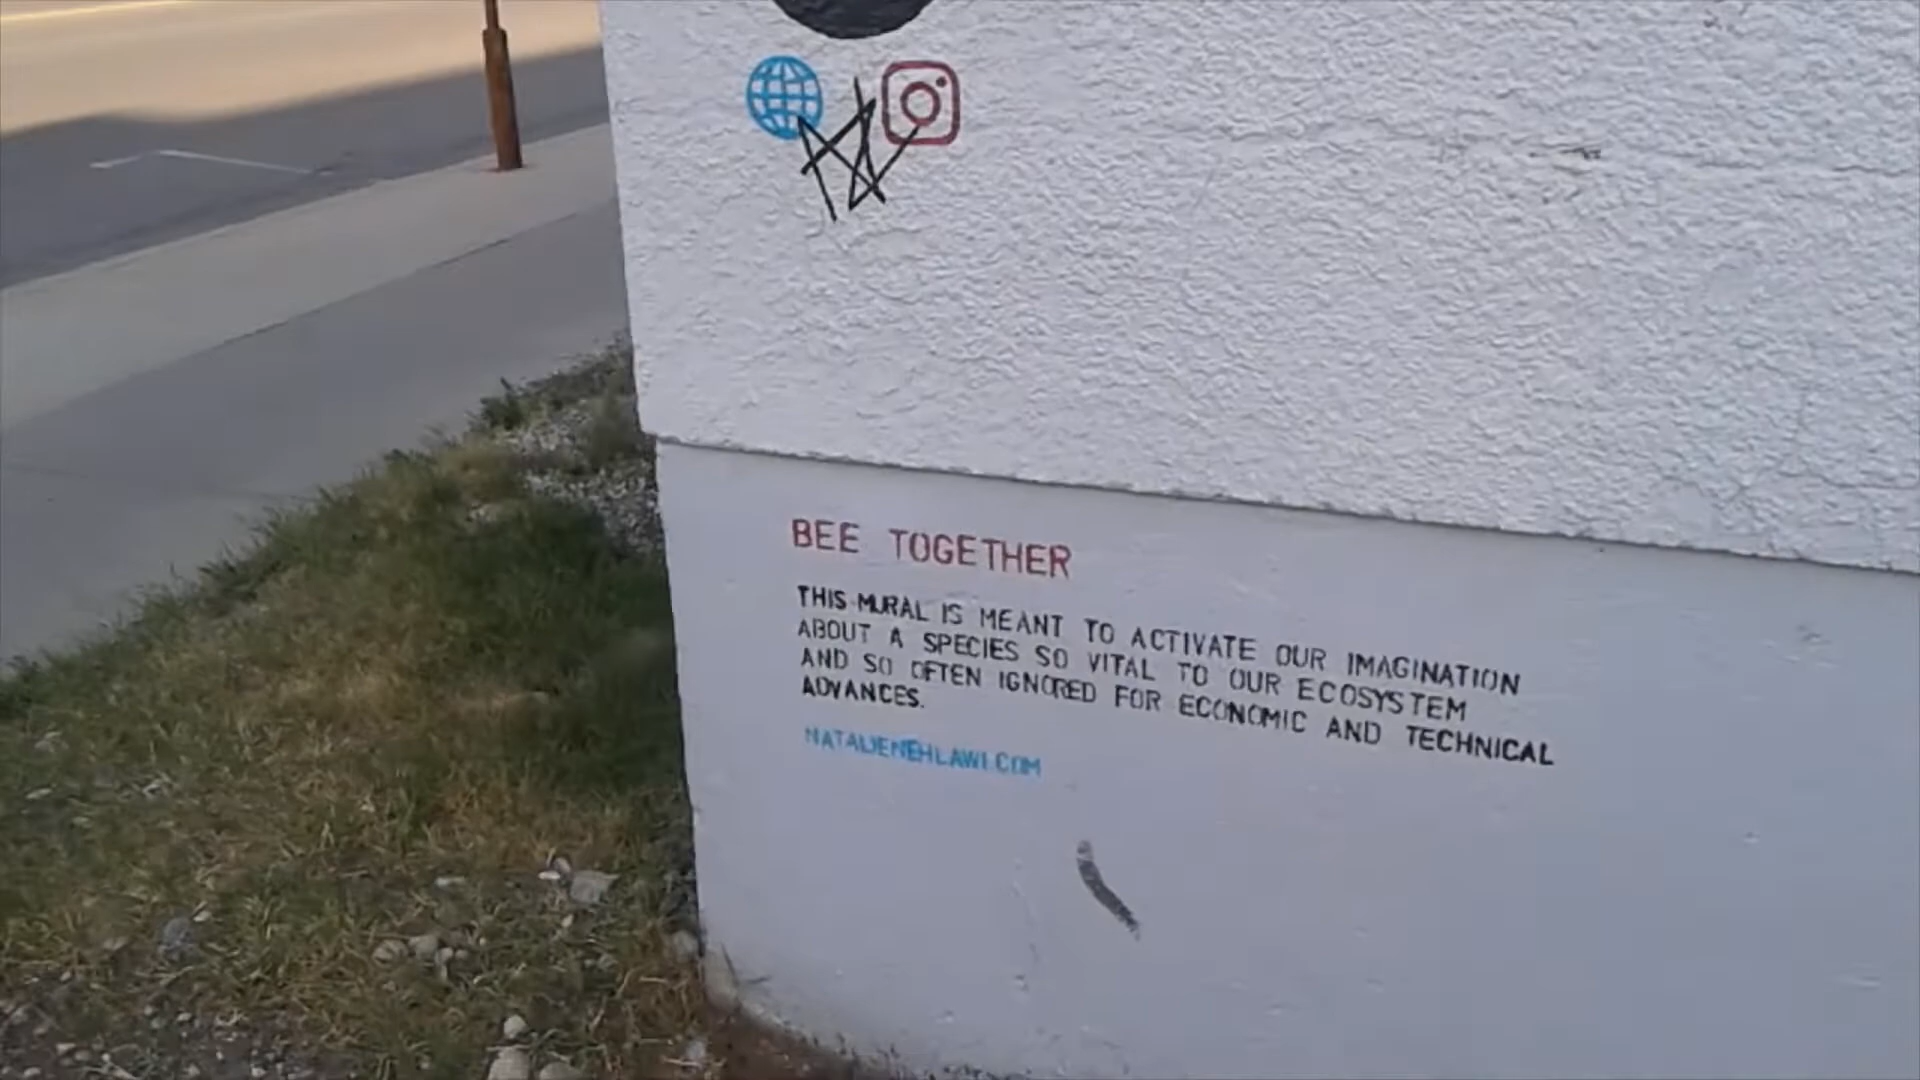 BEE TOGETHER
THIS MURAL IS MEANT TO ACTIVATE OUR IMAGINATION
ABOUT A SPECIES SO VITAL TO OUR ECOSYSTEM
AND SO OFTEN IGNORED FOR ECONOMIC AND TECHNICAL
ADVANCES.
NATALIENEHLAWI.COM